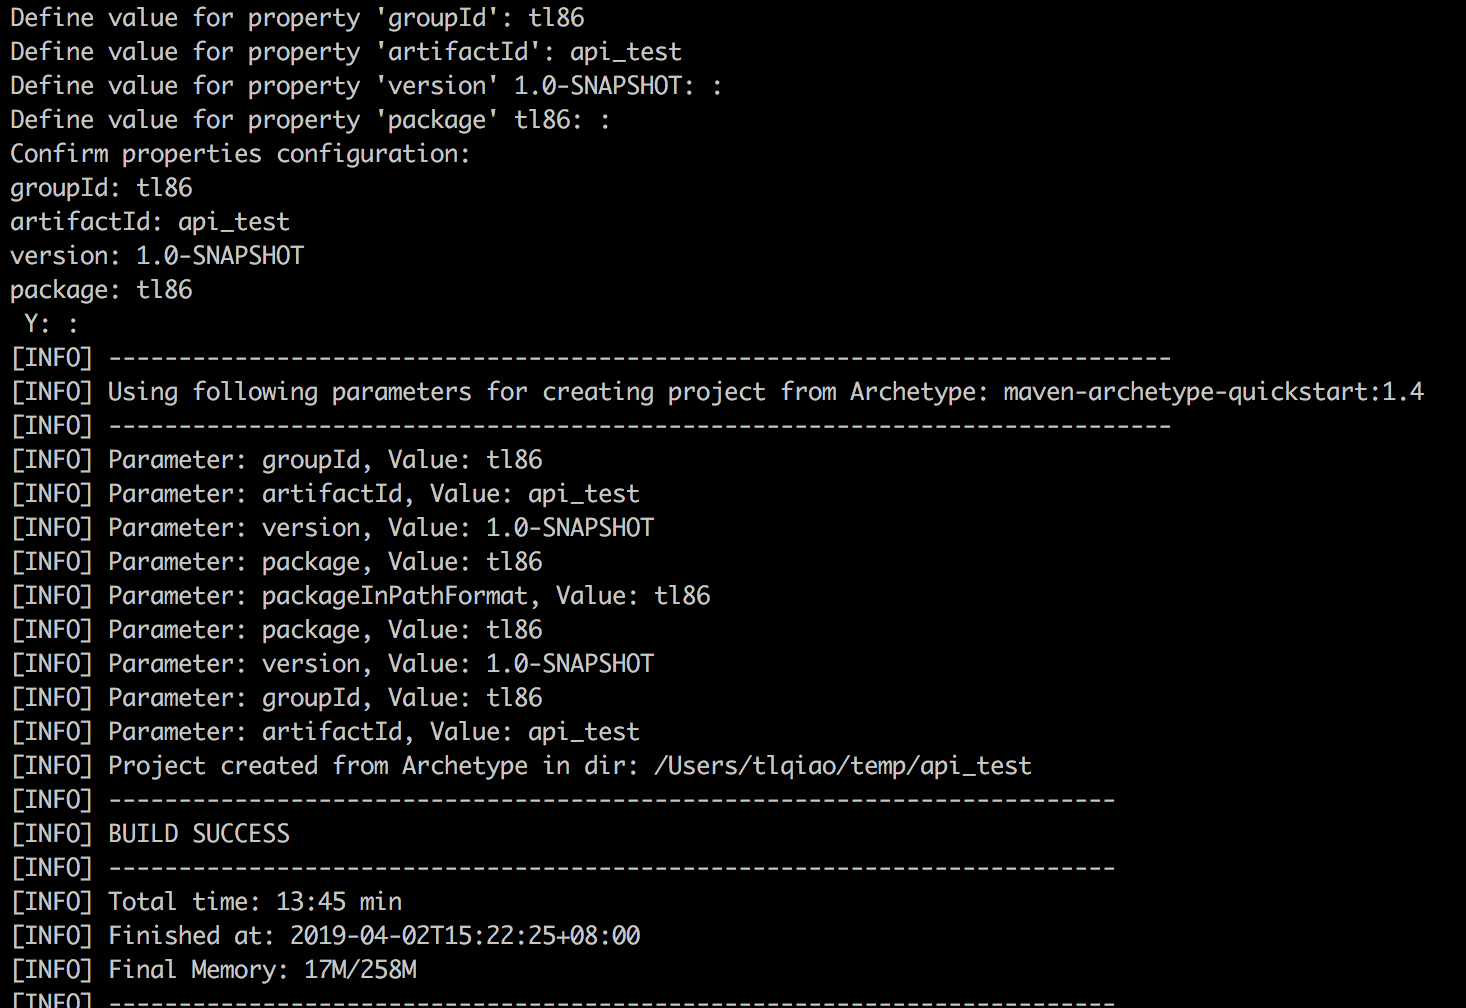 Define value for property 'groupId': tl86
Define value for property 'artifactId': api_test
Define value for property 'version' 1.0-SNAPSHOT: :
Define value for property 'package' tl86: :
Confirm properties configuration:
groupId: tl86
artifactId: api_test
version: 1.0-SNAPSHOT
package: tl86
 Y: :
[INFO] ----------------------------------------------------------------------------
[INFO] Using following parameters for creating project from Archetype: maven-archetype-quickstart:1.4
[INFO] ----------------------------------------------------------------------------
[INFO] Parameter: groupId, Value: tl86
[INFO] Parameter: artifactId, Value: api_test
[INFO] Parameter: version, Value: 1.0-SNAPSHOT
[INFO] Parameter: package, Value: tl86
[INFO] Parameter: packageInPathFormat, Value: tl86
[INFO] Parameter: package, Value: tl86
[INFO] Parameter: version, Value: 1.0-SNAPSHOT
[INFO] Parameter: groupId, Value: tl86
[INFO] Parameter: artifactId, Value: api_test
[INFO] Project created from Archetype in dir: /Users/tlqiao/temp/api_test
[INFO] ------------------------------------------------------------------------
[INFO] BUILD SUCCESS
[INFO] ------------------------------------------------------------------------
[INFO] Total time: 13:45 min
[INFO] Finished at: 2019-04-02T15:22:25+08:00
[INFO] Final Memory: 17M/258M
[INFO] ------------------------------------------------------------------------